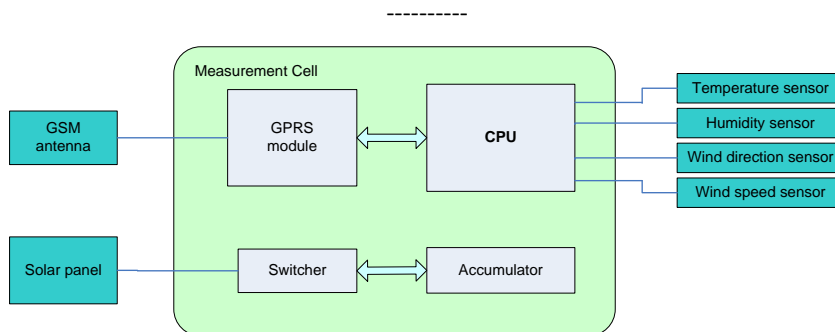 ----------
Measurement Cell
GSM
antenna
GPRS
module
CPU
Temperature sensor
Humidity sensor
Wind direction sensor
Wind speed sensor
Solar panel
Switcher
Accumulator